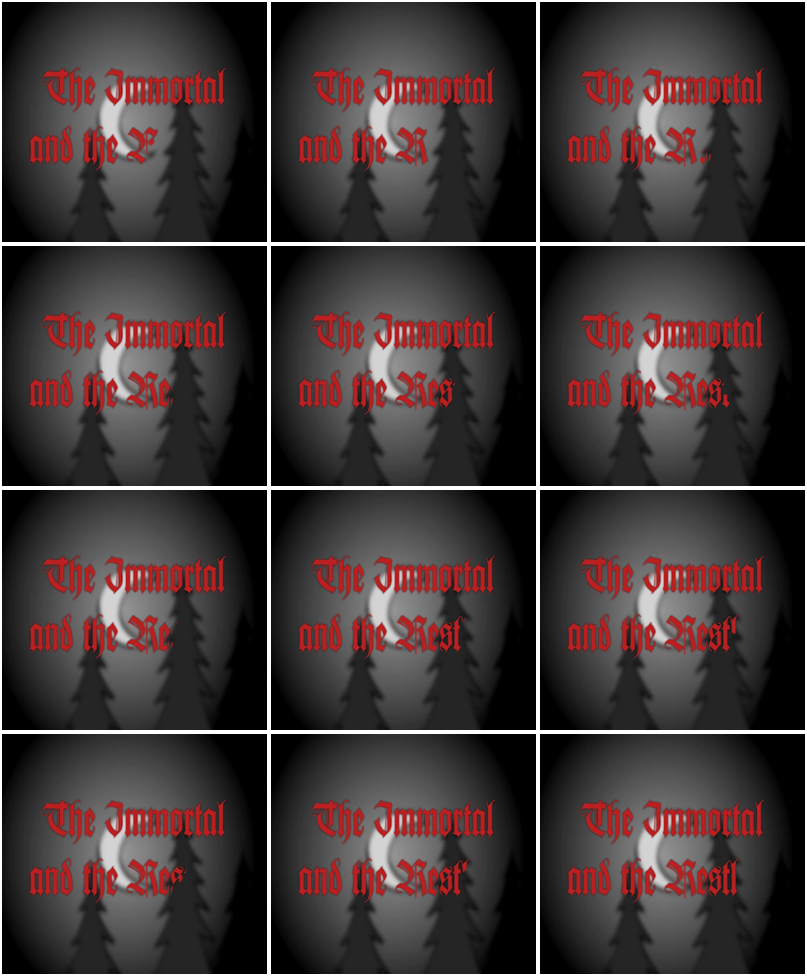 The Immortal
and the R
The Immortal
and the R
The Immortal
and the R
The Immortal
and the Re
The Immortal
and the Res
The Immortal
and the Res
The Immortal
and the Re
The Immortal
and the Rest
The Immortal
and the Rest
The Immortal
and the Res
The Immortal
and the Rest
The Immortal
and the Restl